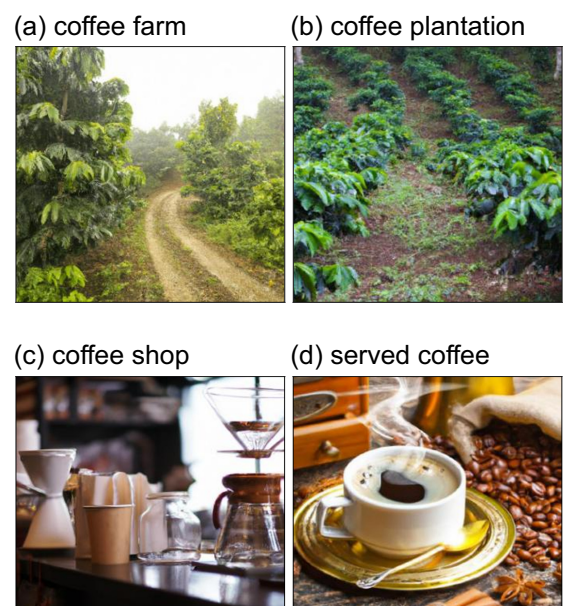 (a) coffee farm
(b) coffee plantation
(c) coffee shop
(d) served coffee